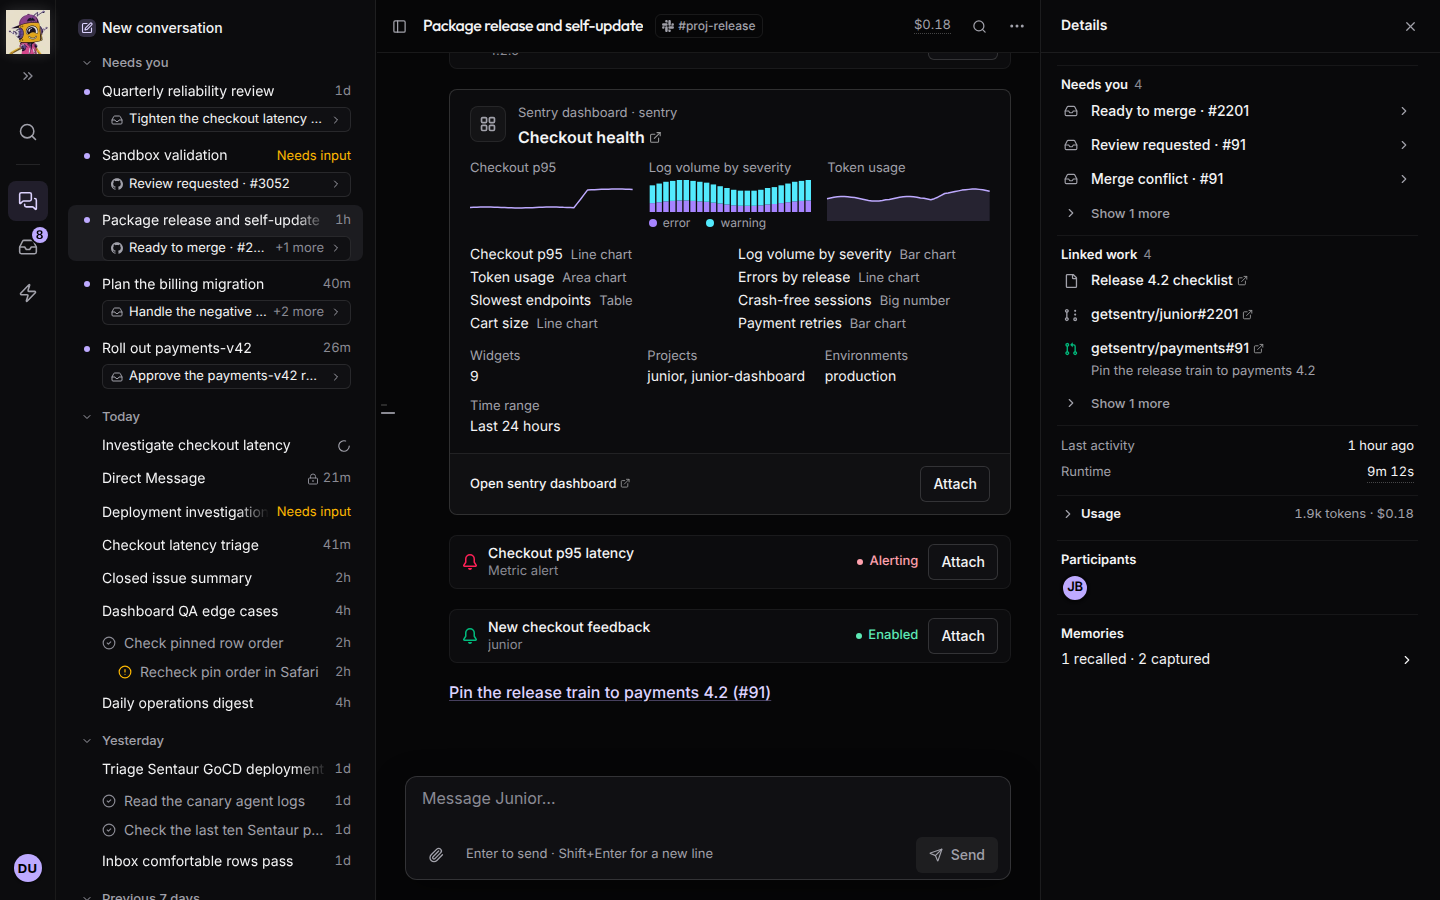 New conversation
Needs you
Quarterly reliability review 1d
Tighten the checkout latency ...
Sandbox validation Needs input
Review requested · #3052
Package release and self-update 1h
Ready to merge · #2... +1 more
Plan the billing migration 40m
Handle the negative ... +2 more
Roll out payments-v42 26m
Approve the payments-v42 r...
Today
Investigate checkout latency
Direct Message 21m
Deployment investigation Needs input
Checkout latency triage 41m
Closed issue summary 2h
Dashboard QA edge cases 4h
Check pinned row order 2h
Recheck pin order in Safari 2h
Daily operations digest 4h
Yesterday
Triage Sentaur GoCD deployment 1d
Read the canary agent logs 1d
Check the last ten Sentaur p... 1d
Inbox comfortable rows pass 1d
Previous 7 days
8
DU
Package release and self-update #proj-release $0.18
Sentry dashboard · sentry
Checkout health
Checkout p95 Log volume by severity Token usage
error warning
Checkout p95 Line chart Log volume by severity Bar chart
Token usage Area chart Errors by release Line chart
Slowest endpoints Table Crash-free sessions Big number
Cart size Line chart Payment retries Bar chart
Widgets Projects Environments
9 junior, junior-dashboard production
Time range
Last 24 hours
Open sentry dashboard Attach
Checkout p95 latency
Metric alert
Alerting Attach
New checkout feedback
junior
Enabled Attach
Pin the release train to payments 4.2 (#91)
Message Junior...
Enter to send · Shift+Enter for a new line Send
Details
Needs you 4
Ready to merge · #2201
Review requested · #91
Merge conflict · #91
Show 1 more
Linked work 4
Release 4.2 checklist
getsentry/junior#2201
getsentry/payments#91
Pin the release train to payments 4.2
Show 1 more
Last activity 1 hour ago
Runtime 9m 12s
Usage 1.9k tokens · $0.18
Participants
JB
Memories
1 recalled · 2 captured